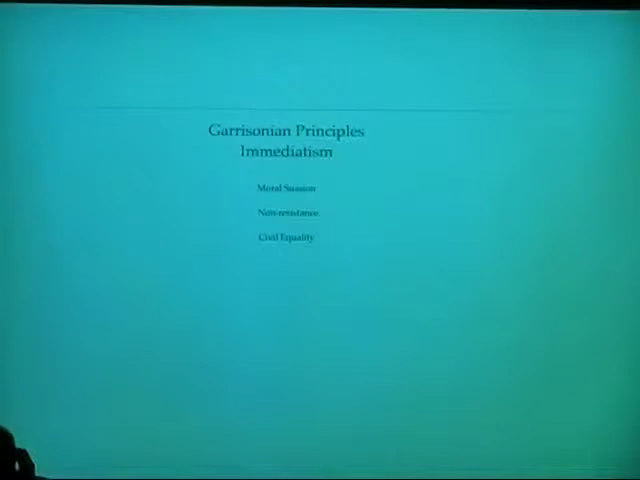 Garrisonian Principles
Immediatism
Moral Suasion
Non-resistance
Civil Equality